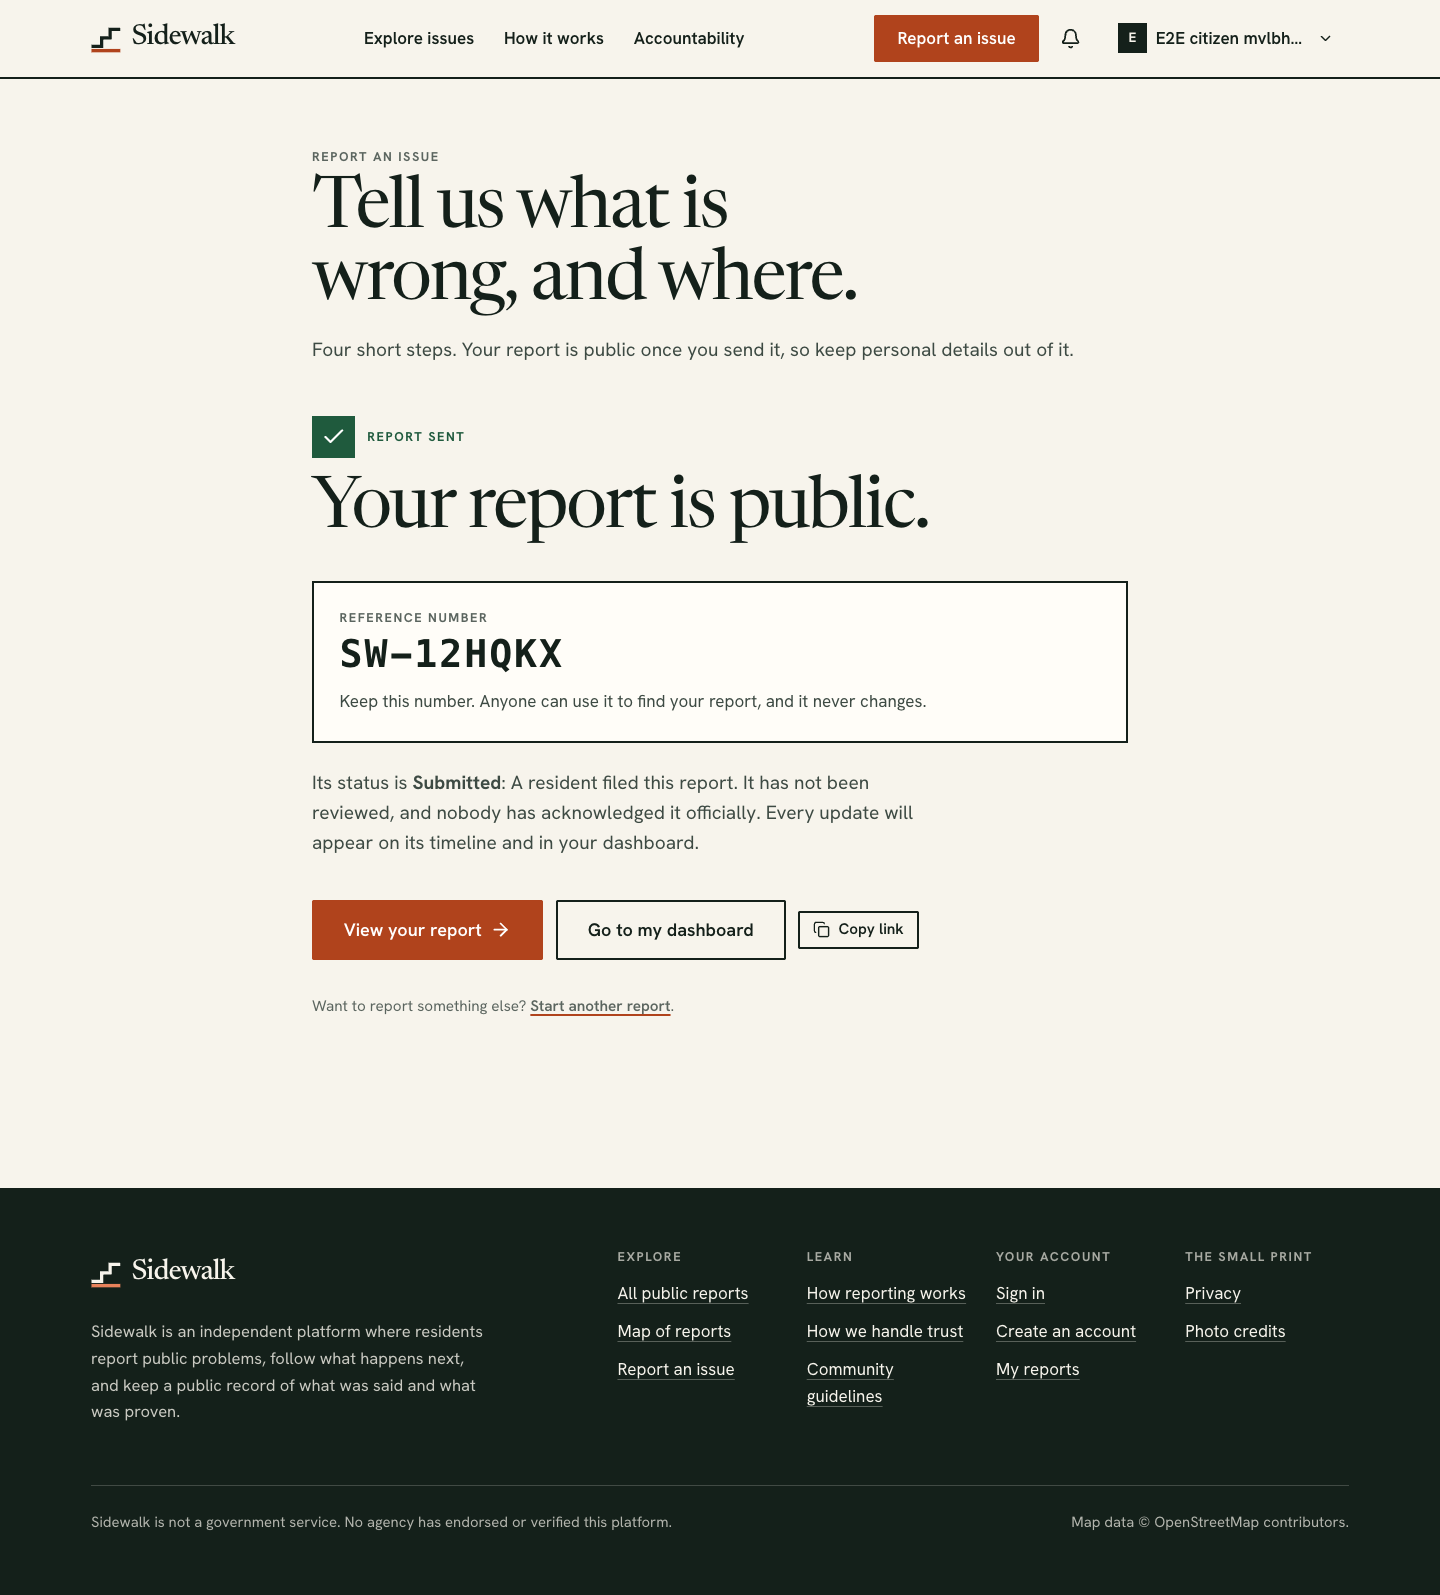 Sidewalk
Explore issues
How it works
Accountability
Report an issue
E
E2E citizen mvlbh...
REPORT AN ISSUE
Tell us what is
wrong, and where.
Four short steps. Your report is public once you send it, so keep personal details out of it.
REPORT SENT
Your report is public.
REFERENCE NUMBER
SW-12HQKX
Keep this number. Anyone can use it to find your report, and it never changes.
Its status is Submitted: A resident filed this report. It has not been
reviewed, and nobody has acknowledged it officially. Every update will
appear on its timeline and in your dashboard.
View your report
Go to my dashboard
Copy link
Want to report something else? Start another report.
Sidewalk
Sidewalk is an independent platform where residents
report public problems, follow what happens next,
and keep a public record of what was said and what
was proven.
EXPLORE
All public reports
Map of reports
Report an issue
LEARN
How reporting works
How we handle trust
Community
guidelines
YOUR ACCOUNT
Sign in
Create an account
My reports
THE SMALL PRINT
Privacy
Photo credits
Sidewalk is not a government service. No agency has endorsed or verified this platform.
Map data © OpenStreetMap contributors.